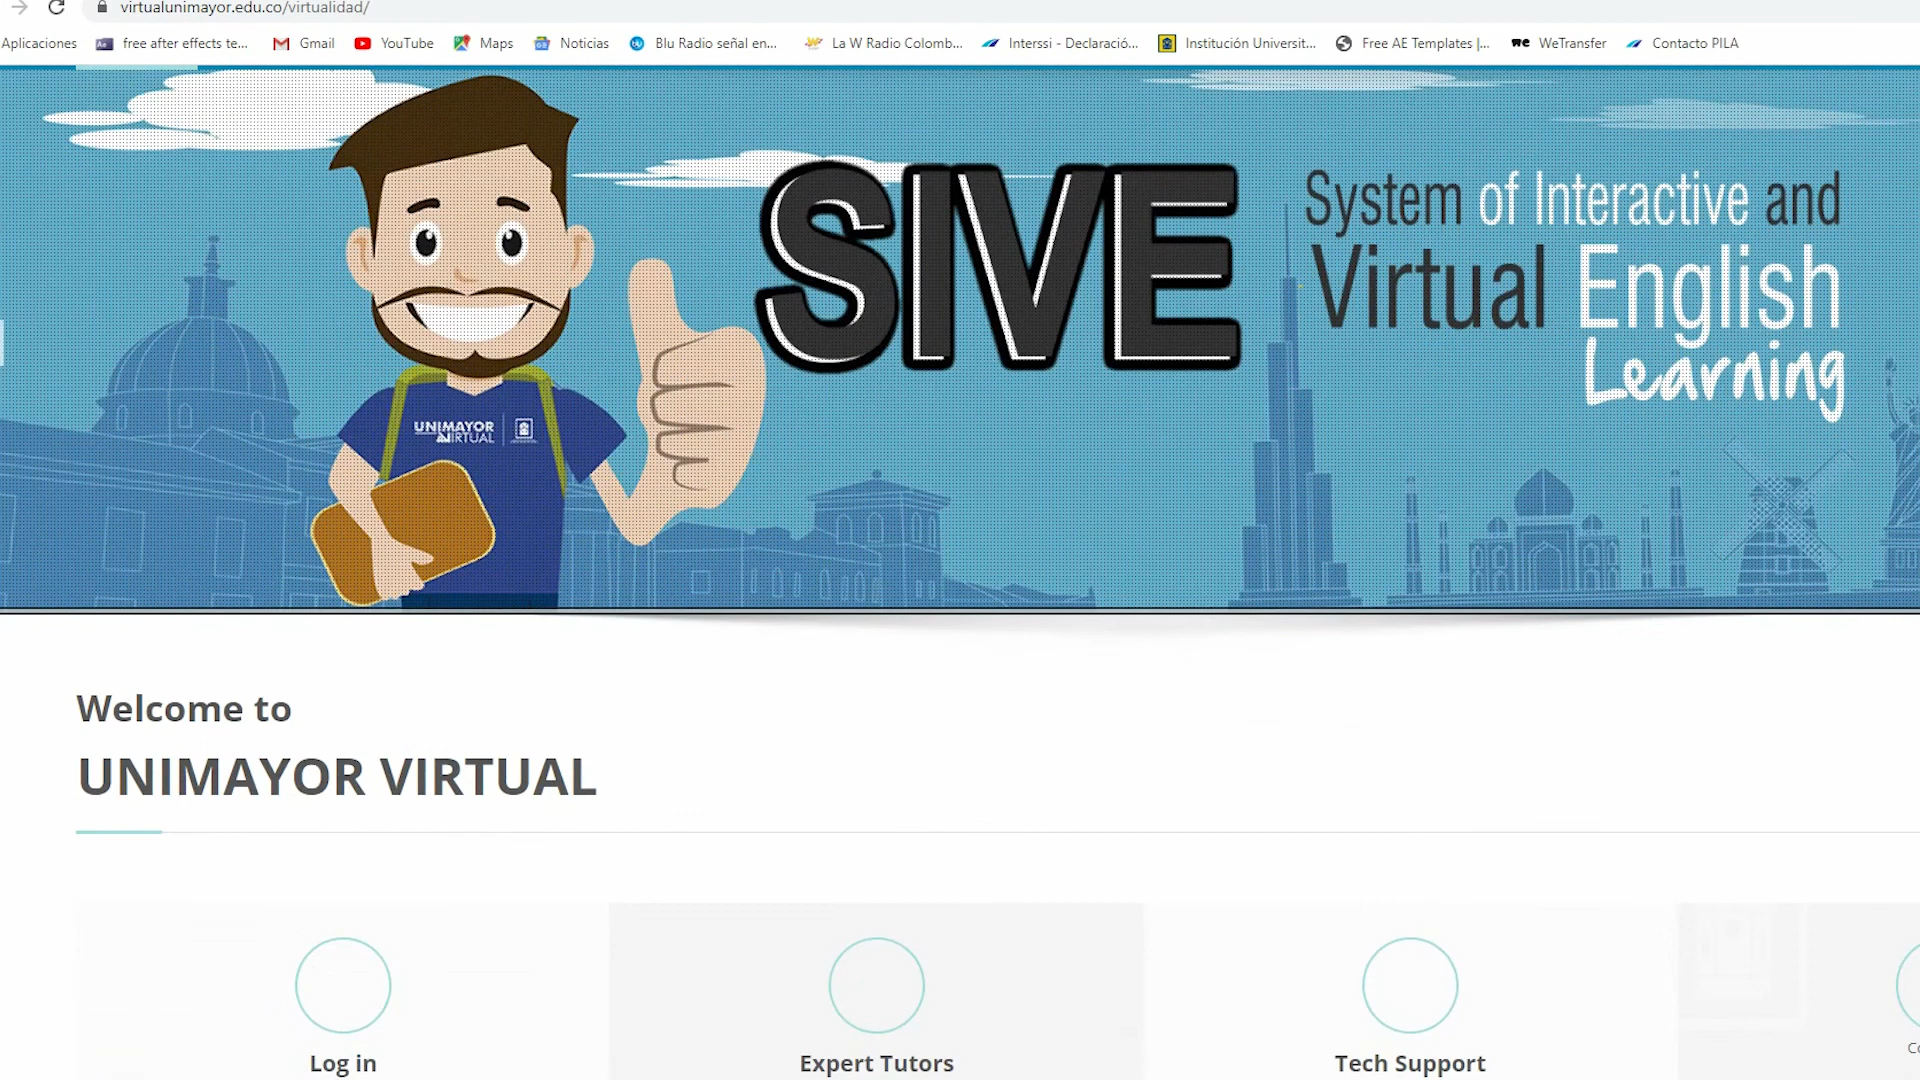 virtualunimayor.edu.co/virtualidad/
Aplicaciones
free after effects te...
Gmail
YouTube
Maps
Noticias
Blu Radio señal en...
La W Radio Colomb...
Interssi - Declaració...
Institución Universit...
Free AE Templates |...
WeTransfer
Contacto PILA
SIVE
System of Interactive and
Virtual English
Learning
UNIMAYOR
VIRTUAL
Welcome to
UNIMAYOR VIRTUAL
Log in
Expert Tutors
Tech Support